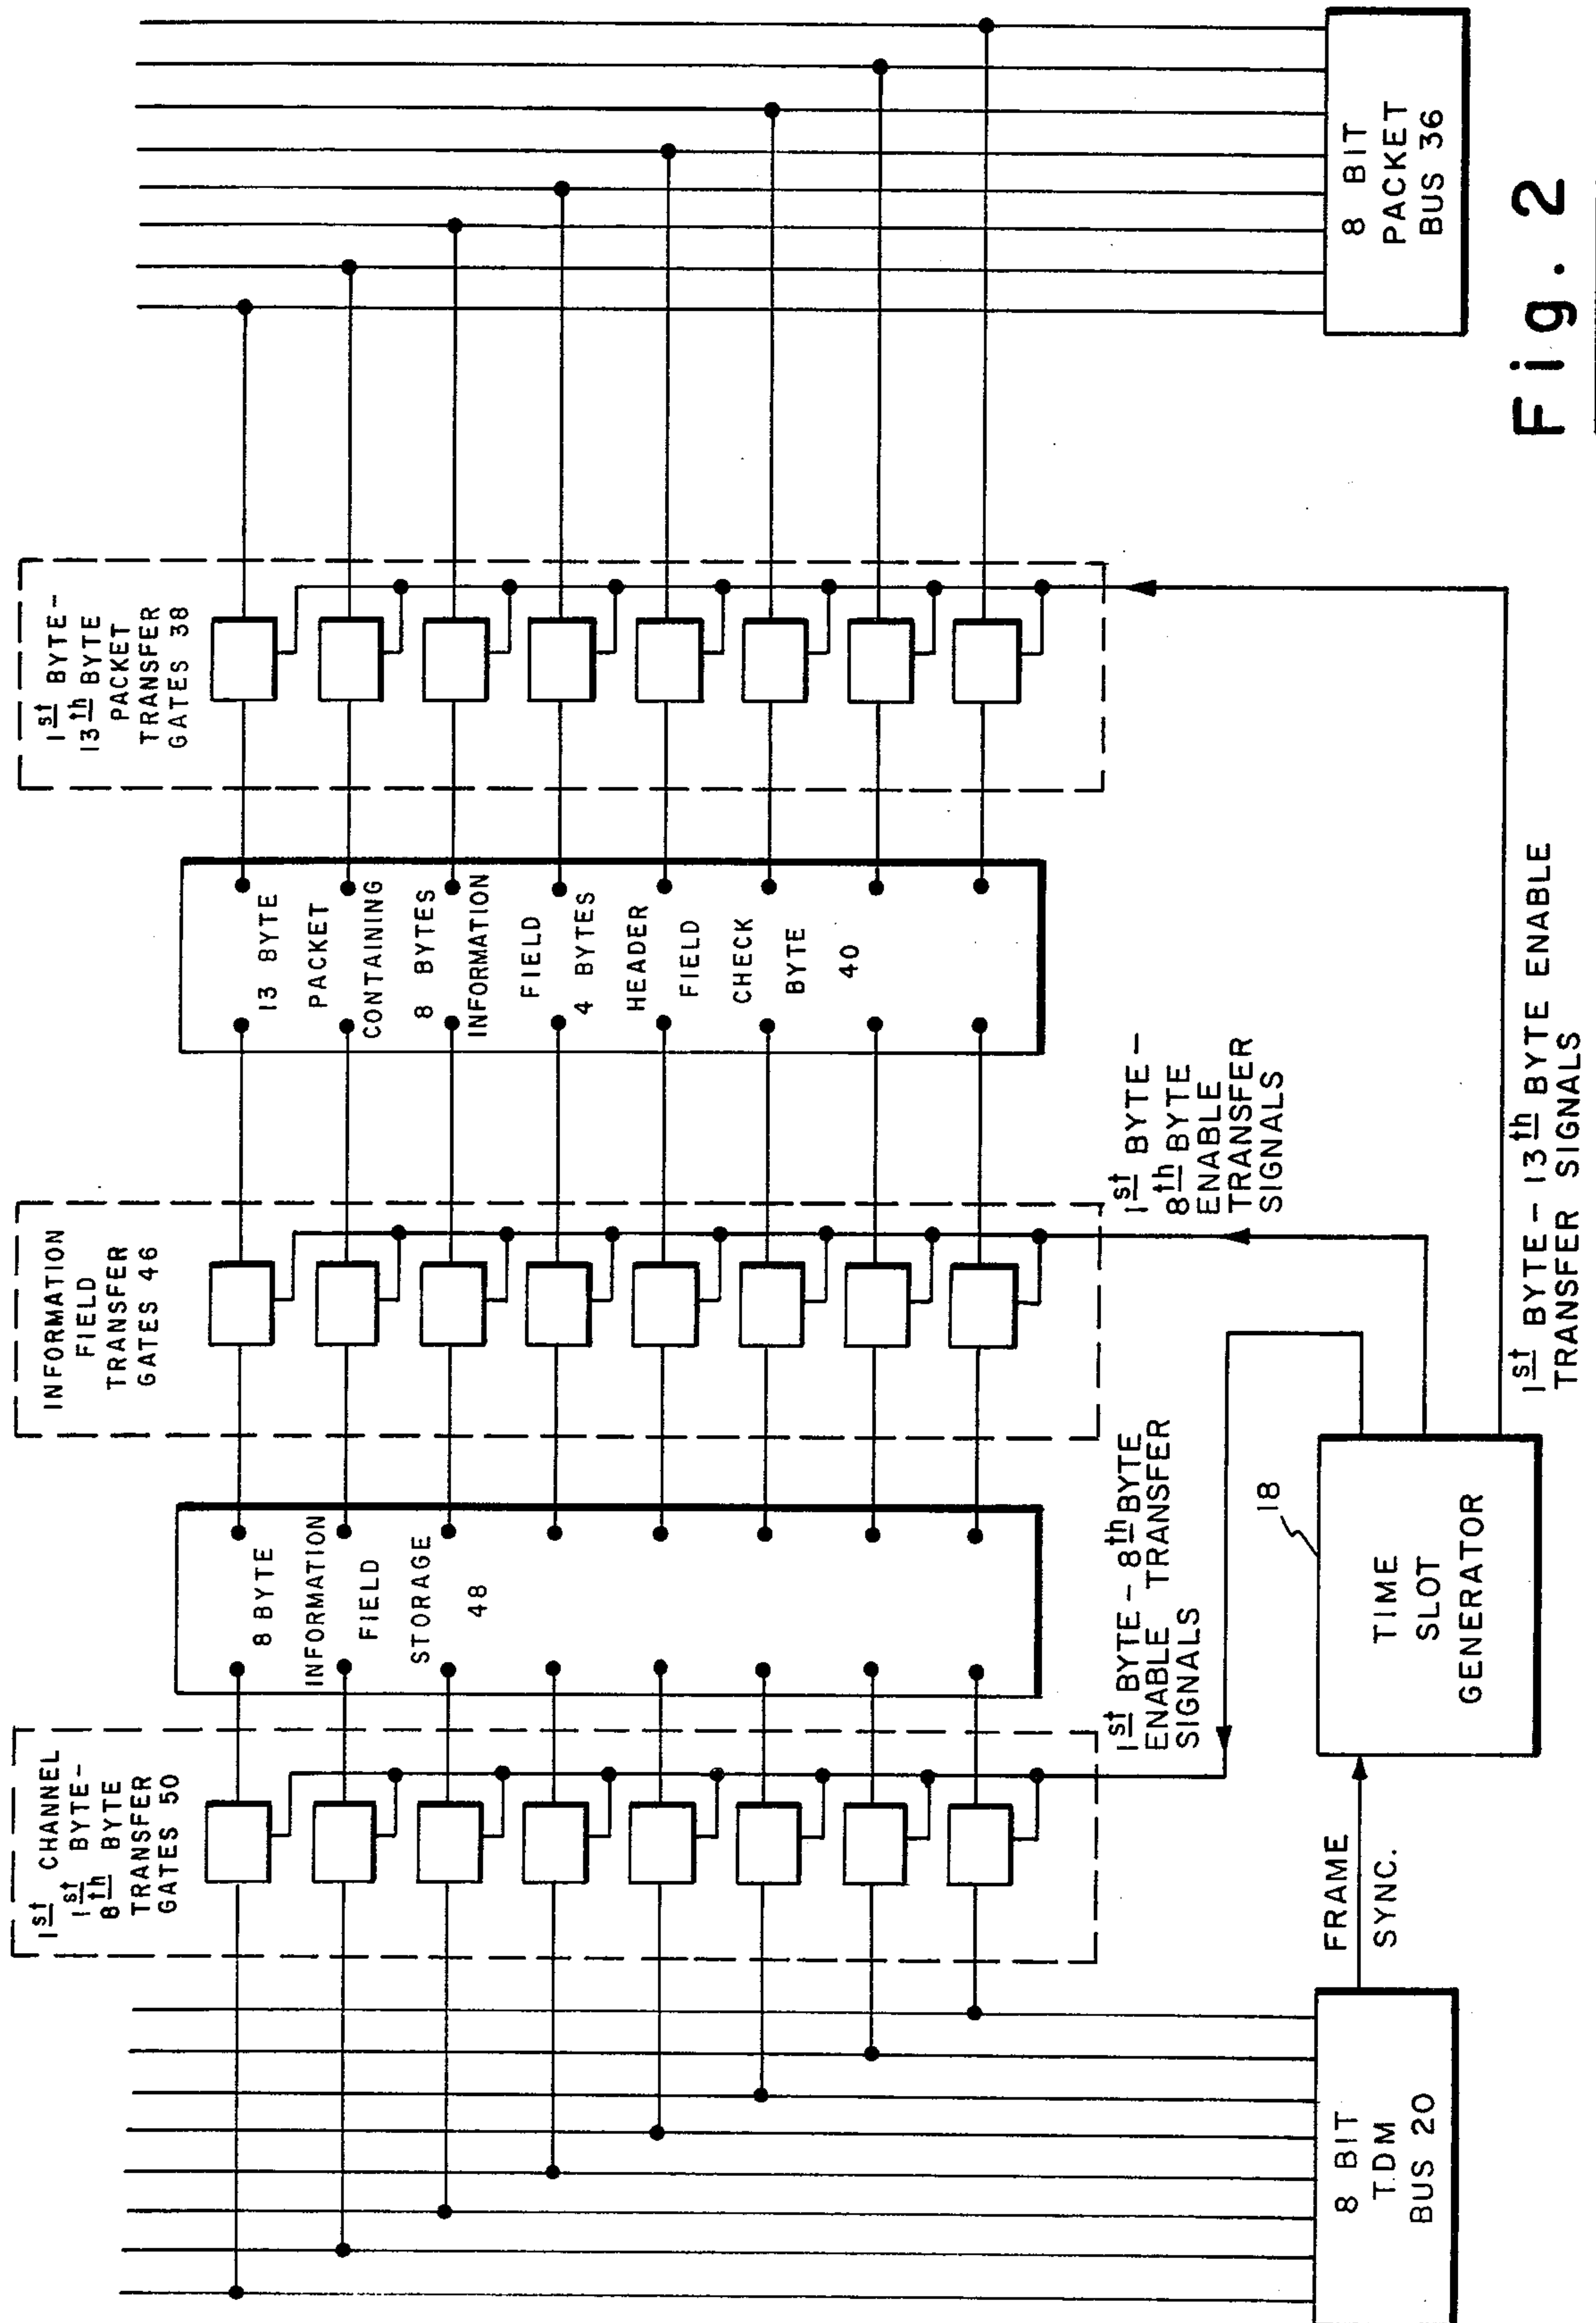 1st CHANNEL
1st BYTE–
8th BYTE
TRANSFER
GATES 50
8 BYTE
INFORMATION
FIELD
STORAGE
48
INFORMATION
FIELD
TRANSFER
GATES 46
13 BYTE
PACKET
CONTAINING
8 BYTES
INFORMATION
FIELD
4 BYTES
HEADER
FIELD
CHECK
BYTE
40
1st BYTE–
13th BYTE
PACKET
TRANSFER
GATES 38
1st BYTE – 8th BYTE
ENABLE TRANSFER
SIGNALS
1st BYTE –
8th BYTE
ENABLE
TRANSFER
SIGNALS
1st BYTE – 13th BYTE ENABLE
TRANSFER SIGNALS
8 BIT
TDM
BUS 20
FRAME
SYNC.
18
TIME
SLOT
GENERATOR
8 BIT
PACKET
BUS 36
Fig. 2